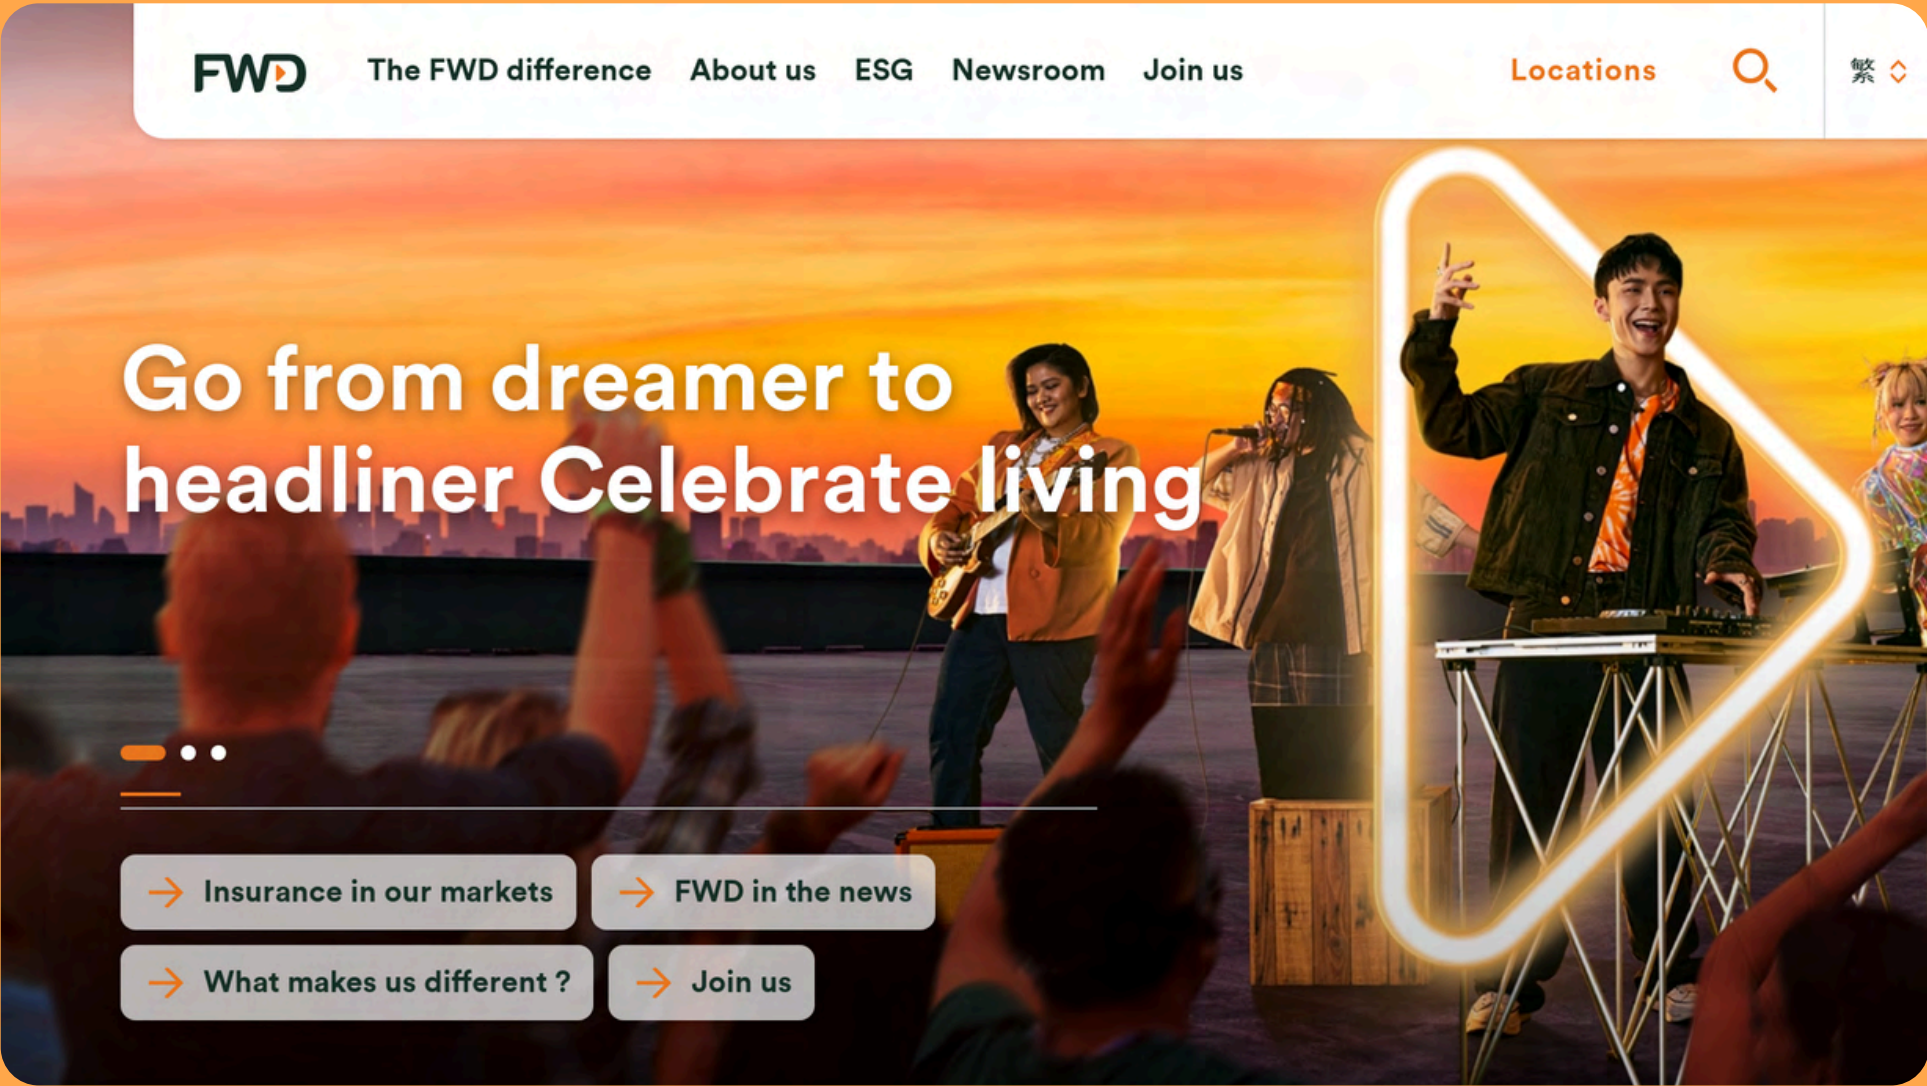 FWD
The FWD difference
About us
ESG
Newsroom
Join us
Locations
繁
Go from dreamer to
headliner Celebrate living
Insurance in our markets
FWD in the news
What makes us different ?
Join us